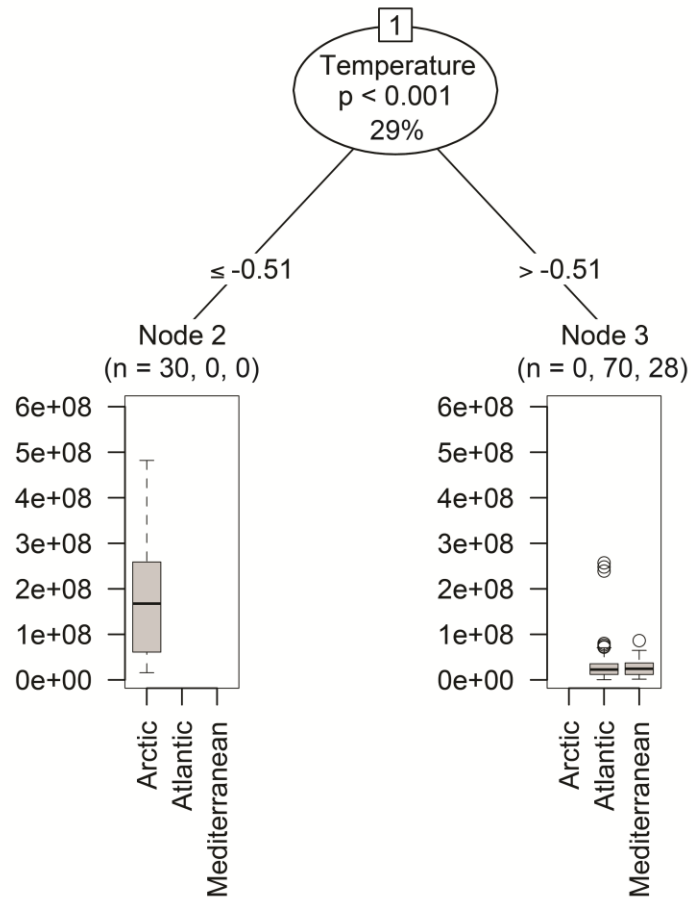 1
Temperature
p < 0.001
29%
≤ -0.51
> -0.51
Node 2
(n = 30, 0, 0)
6e+08
5e+08
4e+08
3e+08
2e+08
1e+08
0e+00
Arctic
Atlantic
Mediterranean
Node 3
(n = 0, 70, 28)
6e+08
5e+08
4e+08
3e+08
2e+08
1e+08
0e+00
Arctic
Atlantic
Mediterranean